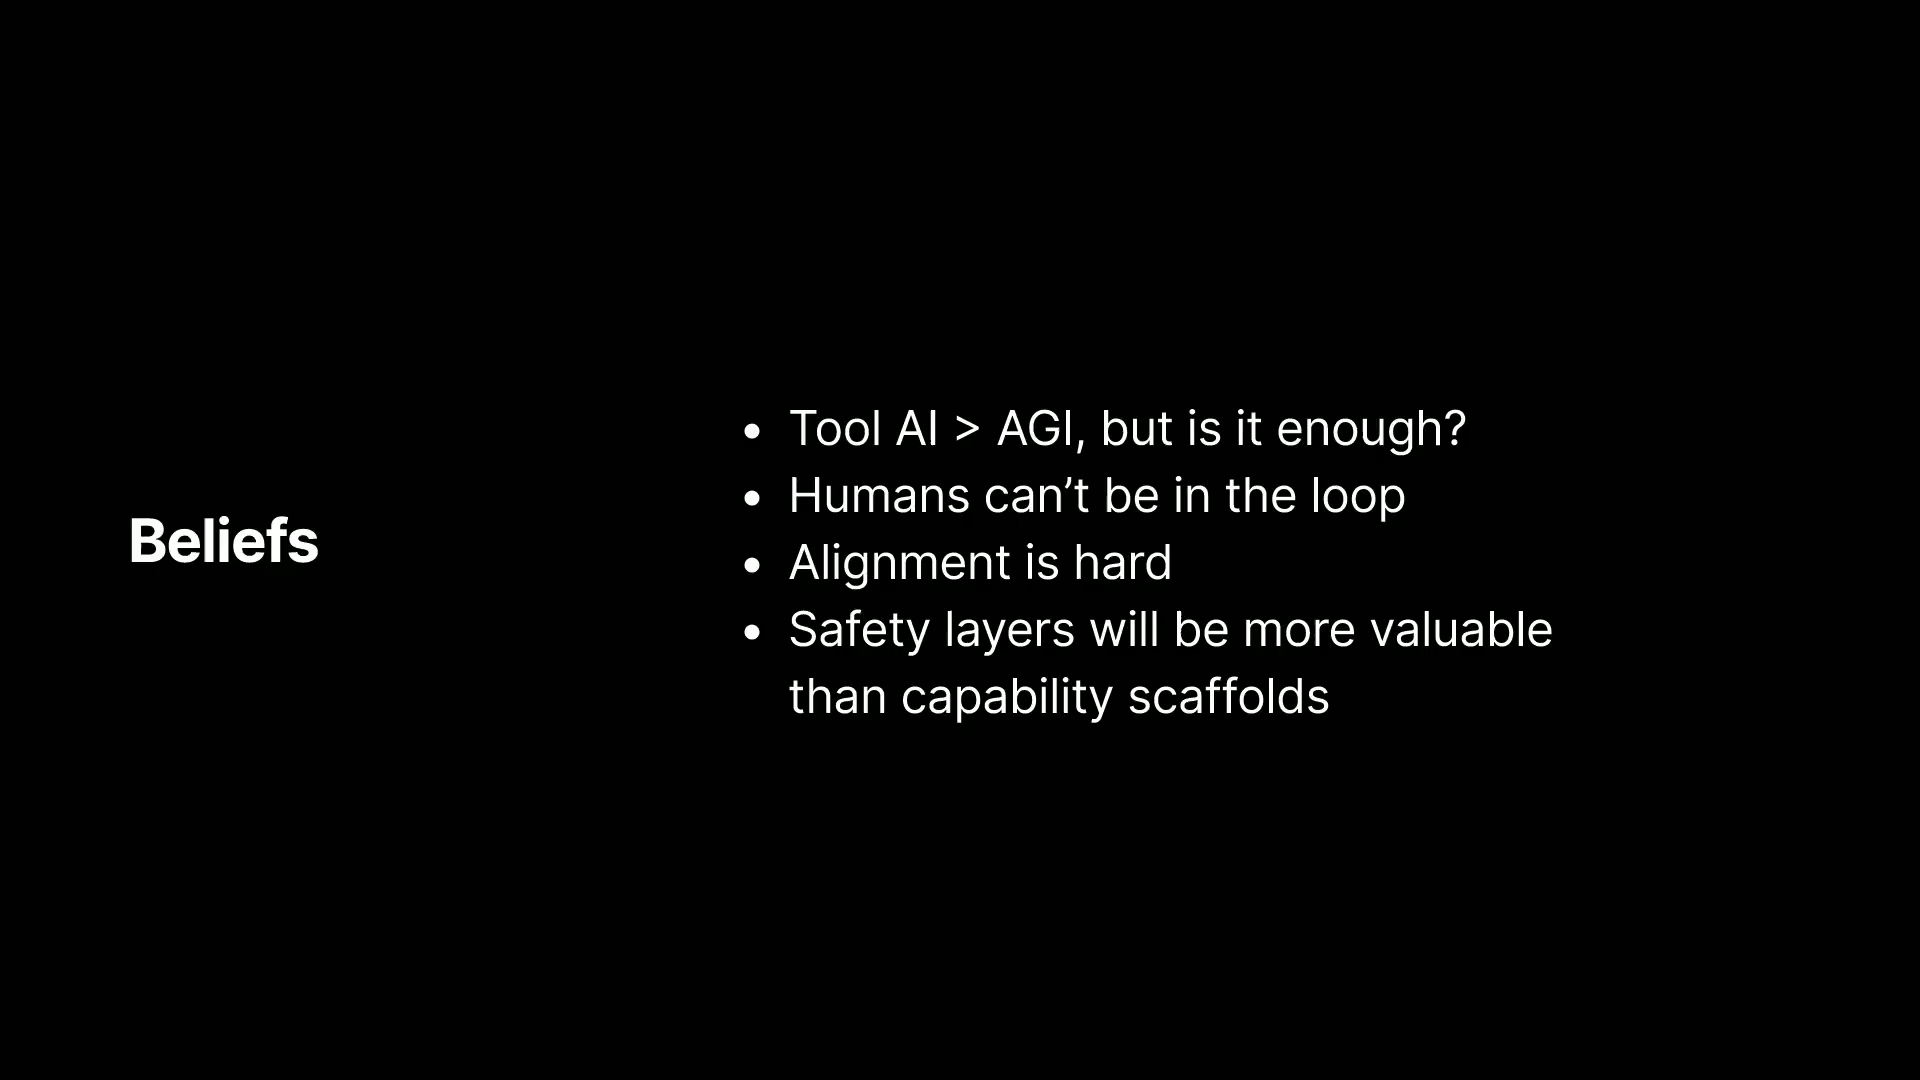 Beliefs
• Tool AI > AGI, but is it enough?
• Humans can’t be in the loop
• Alignment is hard
• Safety layers will be more valuable
than capability scaffolds